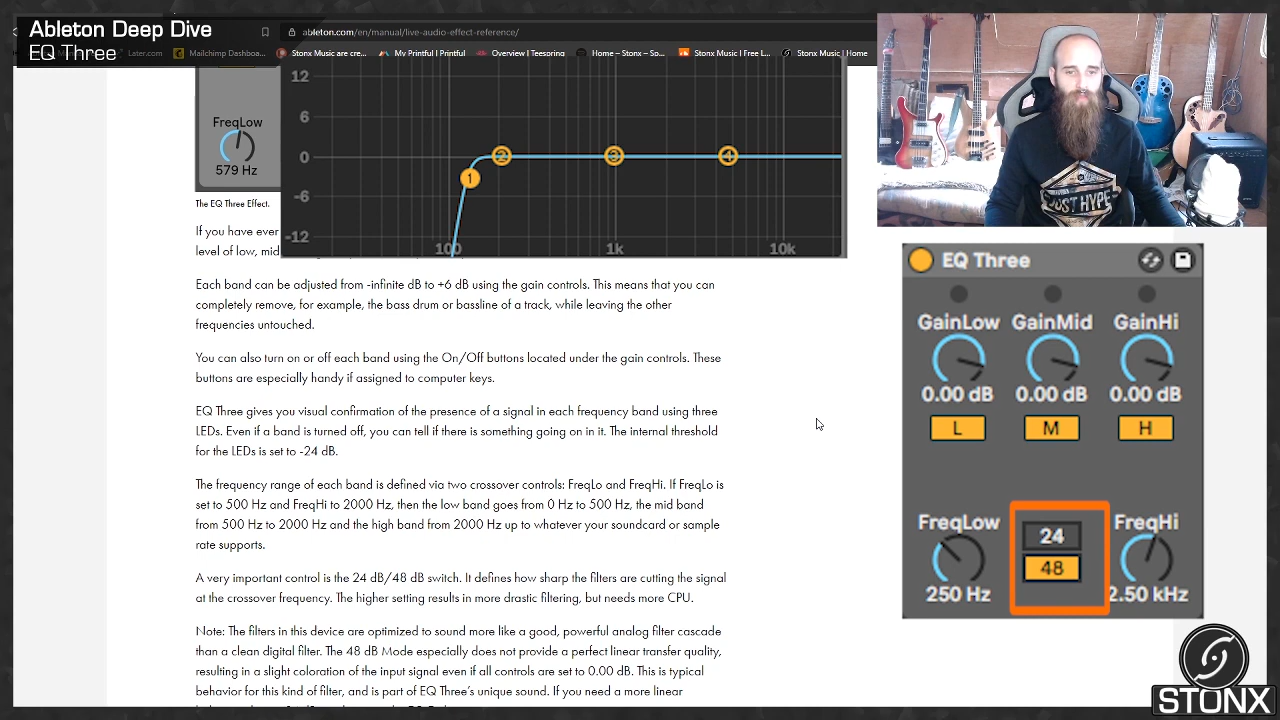 Ableton Deep Dive
EQ Three
ableton.com/en/manual/live-audio-effect-reference/
Later.com
Mailchimp Dashboa...
Stonx Music are cre...
My Printful | Printful
Overview | Teespring
Home – Stonx – So...
Stonx Music | Free L...
Stonx Music | Home
12
6
0
-6
-12
1
2
3
4
100
1k
10k
FreqLow
579 Hz
The EQ Three Effect.
If you have ever
level of low, mid
Each band can be adjusted from -infinite dB to +6 dB using the gain controls. This means that you can
completely remove, for example, the bass drum or bassline of a track, while leaving the other
frequencies untouched.
You can also turn on or off each band using the On/Off buttons located under the gain controls. These
buttons are especially handy if assigned to computer keys.
EQ Three gives you visual confirmation of the presence of a signal in each frequency band using three
LEDs. Even if a band is turned off, you can tell if there is something going on in it. The internal threshold
for the LEDs is set to -24 dB.
The frequency range of each band is defined via two crossover controls: FreqLo and FreqHi. If FreqLo is
set to 500 Hz and FreqHi to 2000 Hz, then the low band goes from 0 Hz to 500 Hz, the mid band
from 500 Hz to 2000 Hz and the high band from 2000 Hz up to whatever your soundcard or sample
rate supports.
A very important control is the 24 dB/48 dB switch. It defines how sharp the filters are cutting the signal
at the crossover frequency. The higher setting results in more drastic filtering, but needs more CPU.
Note: The filters in this device are optimized to sound more like a good, powerful analog filter cascade
than a clean digital filter. The 48 dB Mode especially does not provide a perfect linear transfer quality,
resulting in a slight coloration of the input signal even if all controls are set to 0.00 dB. This is typical
behavior for this kind of filter, and is part of EQ Three's unique sound. If you need a more linear
JUST HYPE
EQ Three
GainLow GainMid GainHi
0.00 dB 0.00 dB 0.00 dB
L M H
FreqLow 24 FreqHi
48
250 Hz 2.50 kHz
STONX